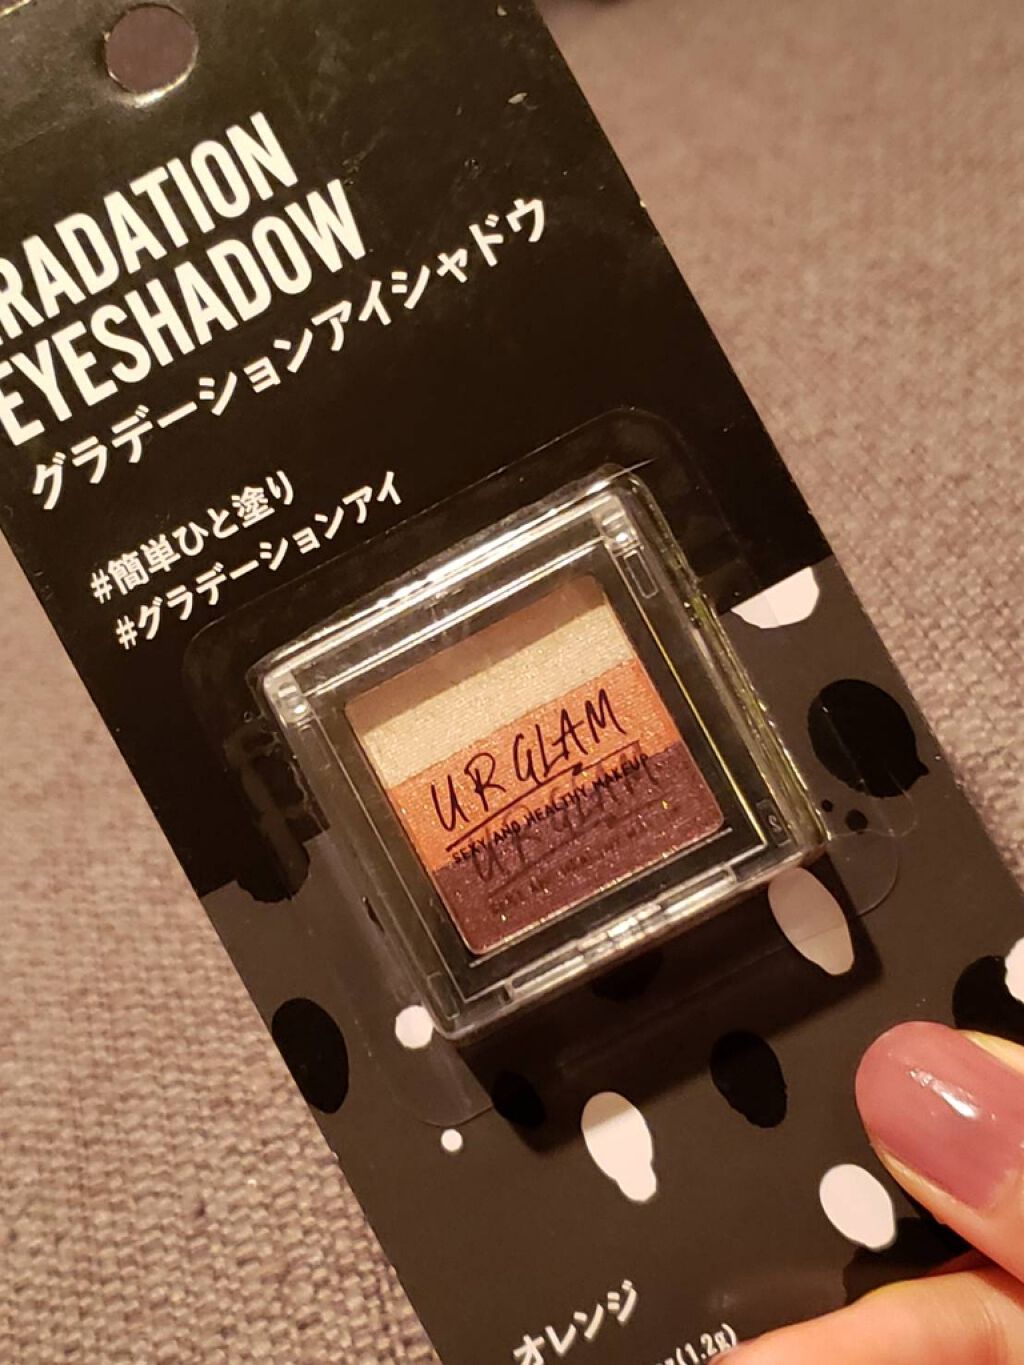 RADATION
EYESHADOW
グラデーションアイシャドウ
#簡単ひと塗り
#グラデーションアイ
UR GLAM
SEXY AND HEALTHY MAKEUP
オレンジ
(1.2g)